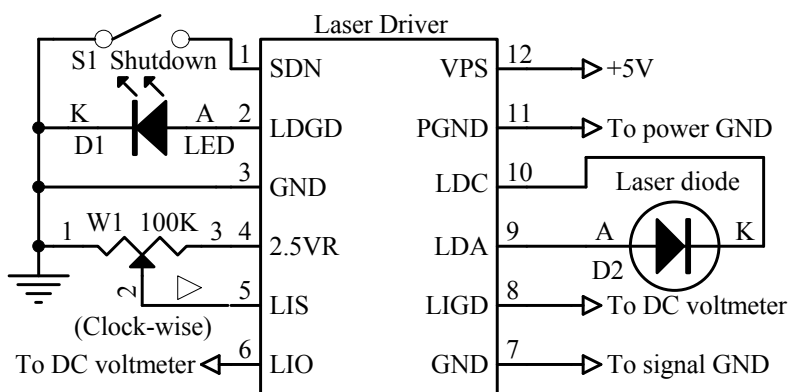 Laser Driver
S1 Shutdown
1 SDN
VPS 12 +5V
K A 2 LDGD
D1 LED
PGND 11 To power GND
3 GND
LDC 10
Laser diode
1 W1 100K 3 4 2.5VR
LDA 9 A K
D2
2
5 LIS
(Clock-wise)
LIGD 8 To DC voltmeter
To DC voltmeter 6 LIO
GND 7 To signal GND